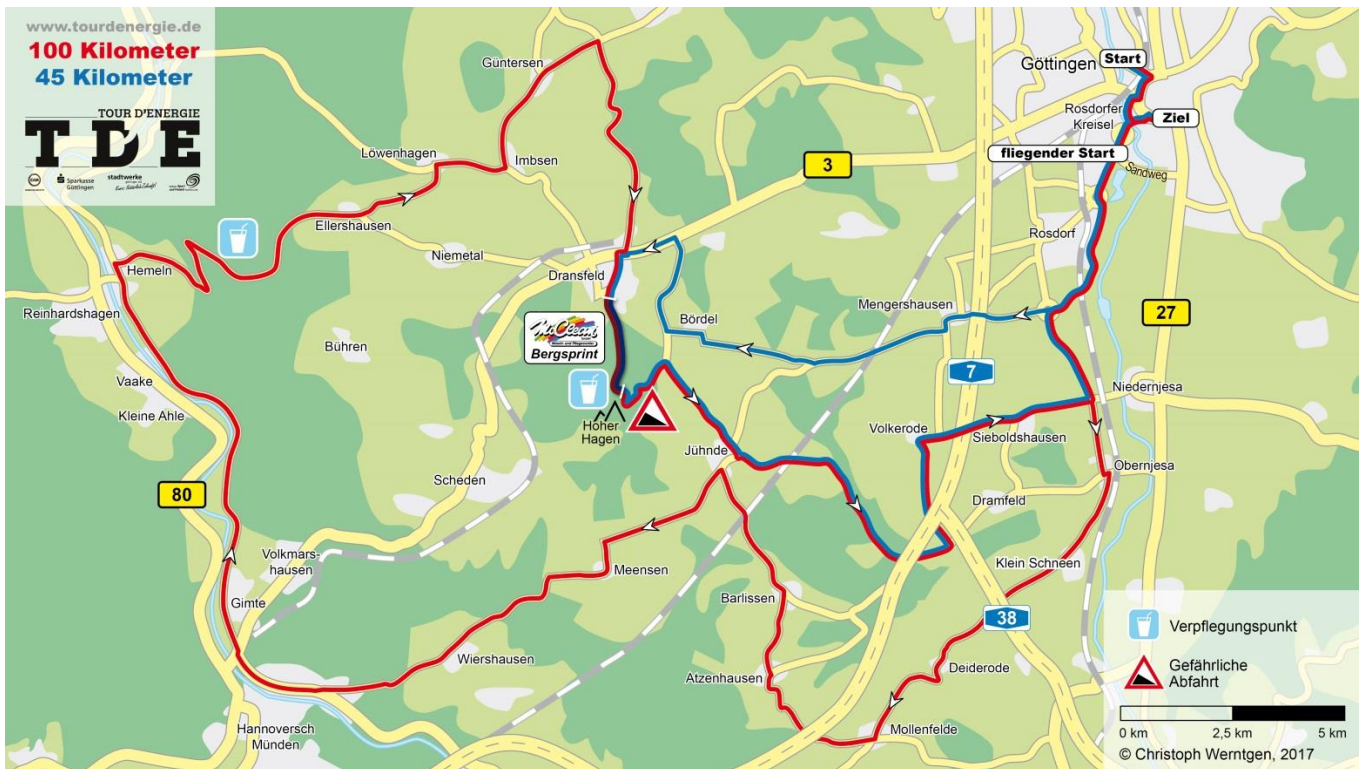 www.tourdenergie.de
100 Kilometer
45 Kilometer
TOUR D'ENERGIE
TDE
Sparkasse
Göttingen
stadtwerke
Güntersen
Göttingen
Start
Rosdorfer
Kreisel
Ziel
fliegender Start
Sandweg
Löwenhagen
Imbsen
3
Ellershausen
Niemetal
Rosdorf
Hemeln
Dransfeld
Reinhardshagen
Mengershausen
27
Bördel
Bergsprint
Bühren
7
Vaake
Kleine Ahle
Niedernjesa
Hoher
Hagen
Volkerode
Sieboldshausen
Jühnde
Obernjesa
Scheden
80
Dramfeld
Volkmars-
hausen
Meensen
Klein Schneen
Gimte
Barlissen
38
Verpflegungspunkt
Wiershausen
Atzenhausen
Deiderode
Gefährliche
Abfahrt
Hannoversch
Münden
Mollenfelde
0 km
2,5 km
5 km
© Christoph Werntgen, 2017